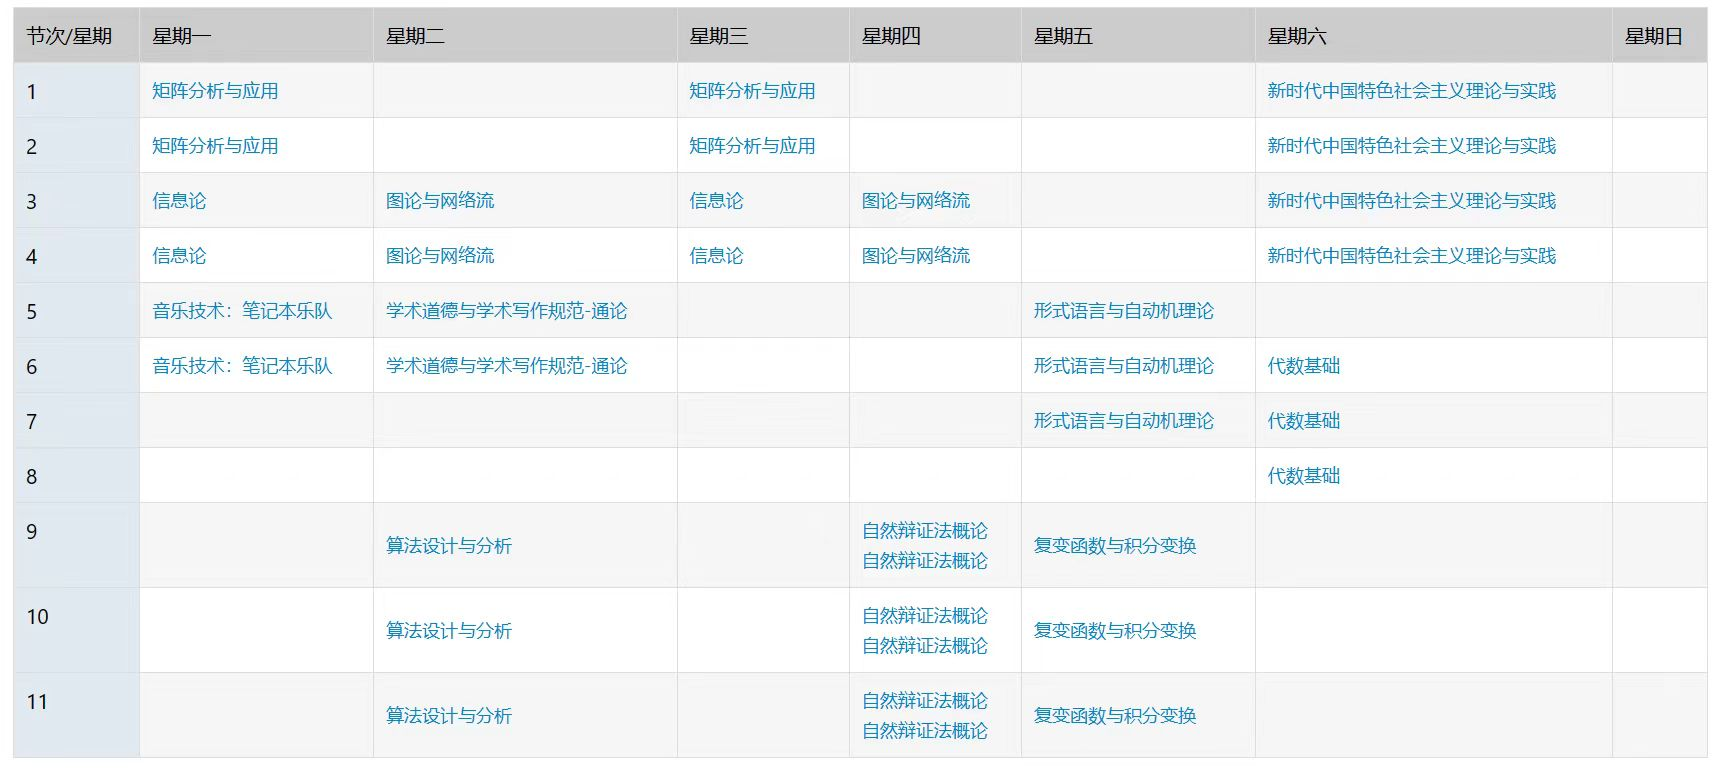 节次/星期 星期一 星期二 星期三 星期四 星期五 星期六 星期日
1 矩阵分析与应用 矩阵分析与应用 新时代中国特色社会主义理论与实践
2 矩阵分析与应用 矩阵分析与应用 新时代中国特色社会主义理论与实践
3 信息论 图论与网络流 信息论 图论与网络流 新时代中国特色社会主义理论与实践
4 信息论 图论与网络流 信息论 图论与网络流 新时代中国特色社会主义理论与实践
5 音乐技术：笔记本乐队 学术道德与学术写作规范-通论 形式语言与自动机理论
6 音乐技术：笔记本乐队 学术道德与学术写作规范-通论 形式语言与自动机理论 代数基础
7 形式语言与自动机理论 代数基础
8 代数基础
9 算法设计与分析 自然辩证法概论 复变函数与积分变换
自然辩证法概论
10 算法设计与分析 自然辩证法概论 复变函数与积分变换
自然辩证法概论
11 算法设计与分析 自然辩证法概论 复变函数与积分变换
自然辩证法概论